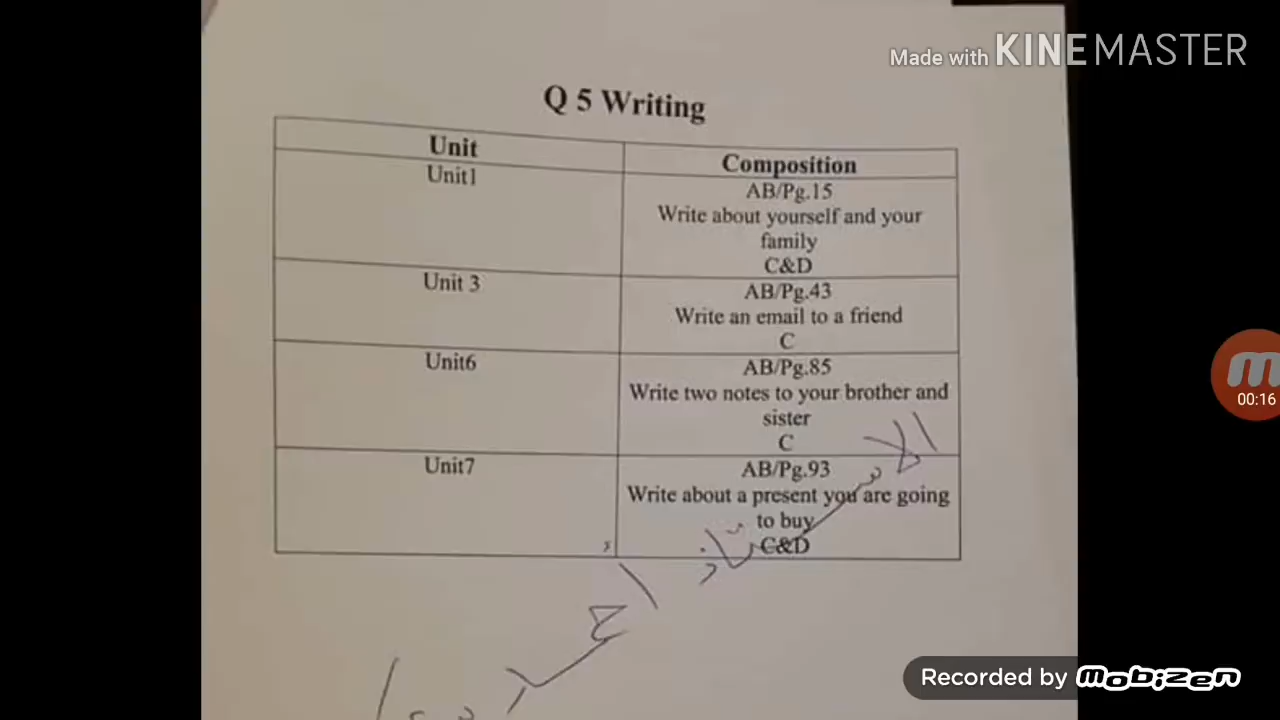 Made with KINEMASTER
Q 5 Writing
Unit
Composition
Unit1
AB/Pg.15
Write about yourself and your
family
C&D
Unit 3
AB/Pg.43
Write an email to a friend
C
Unit6
AB/Pg.85
Write two notes to your brother and
sister
C
Unit7
AB/Pg.93
Write about a present you are going
to buy
C&D
الأستاذ أحمد
00:16
Recorded by Mobizen